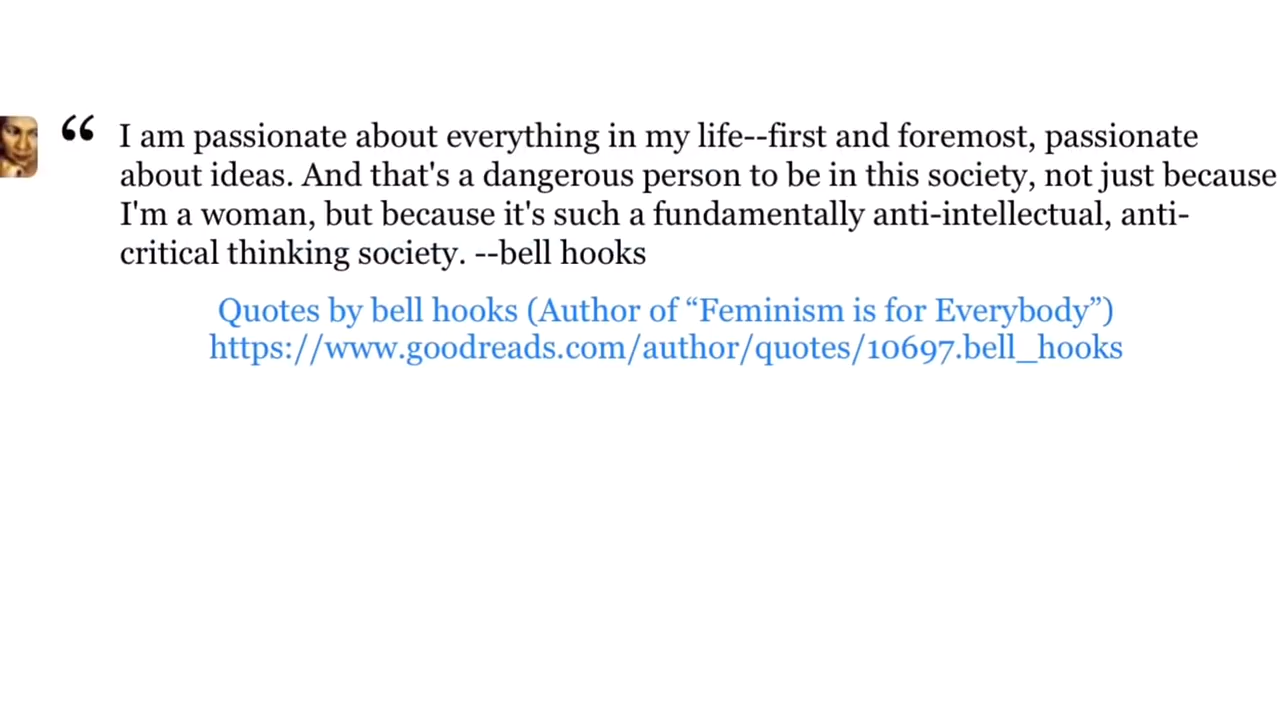 “ I am passionate about everything in my life--first and foremost, passionate
about ideas. And that's a dangerous person to be in this society, not just because
I'm a woman, but because it's such a fundamentally anti-intellectual, anti-
critical thinking society. --bell hooks
Quotes by bell hooks (Author of “Feminism is for Everybody”)
https://www.goodreads.com/author/quotes/10697.bell_hooks